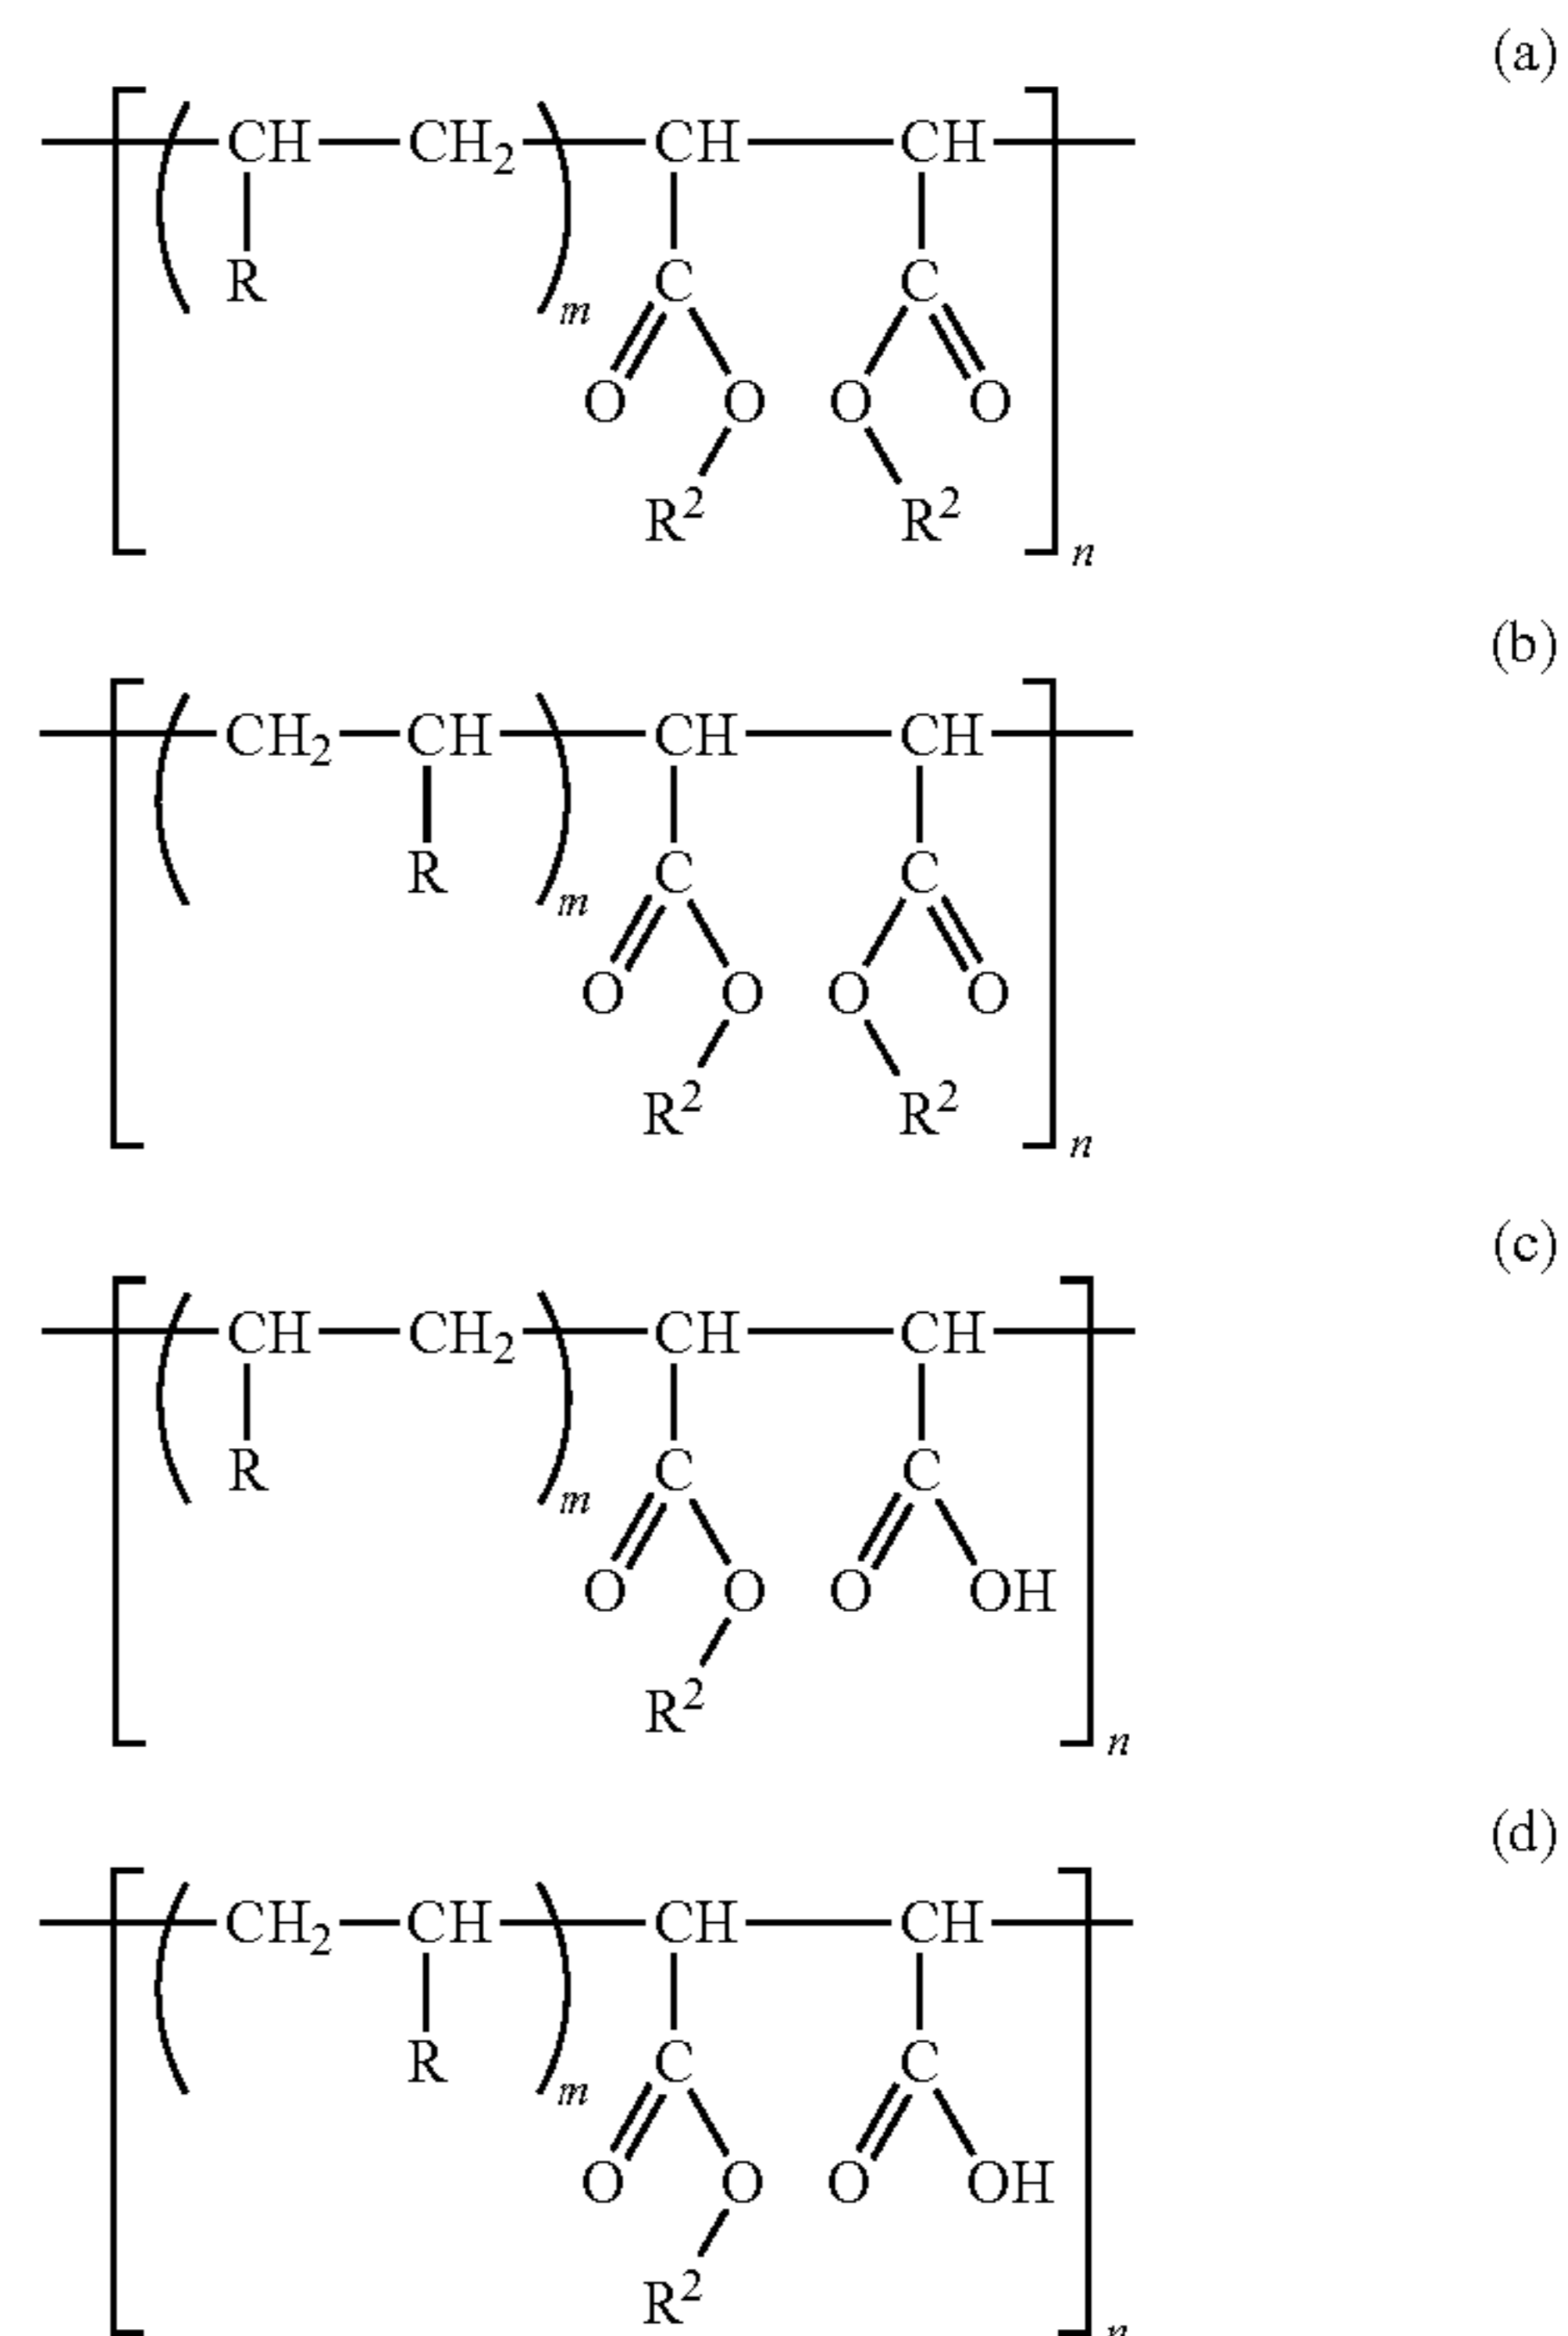 (a)
CH CH₂ CH CH
R C C
m
O O O O
R² R²
n
(b)
CH₂ CH CH CH
R C C
m
O O O O
R² R²
n
(c)
CH CH₂ CH CH
R C C
m
O O O OH
R²
n
(d)
CH₂ CH CH CH
R C C
m
O O O OH
R²
n